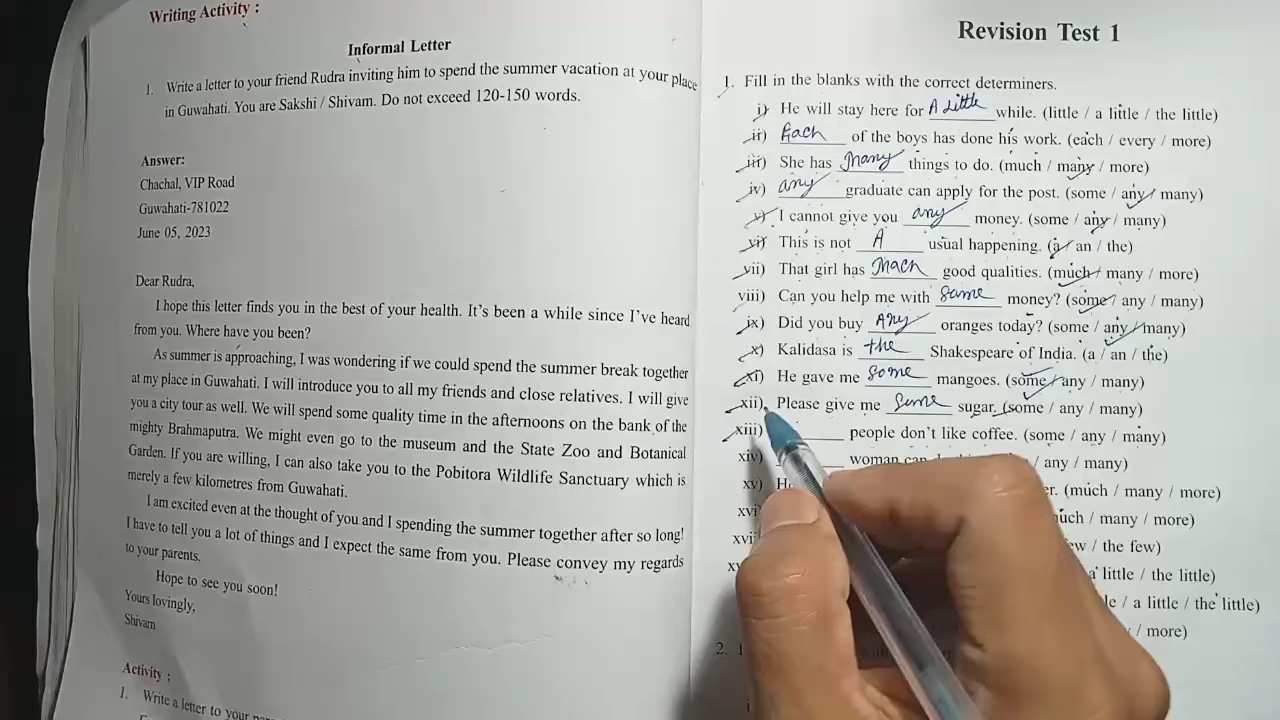 Writing Activity :
Informal Letter
1. Write a letter to your friend Rudra inviting him to spend the summer vacation at your place
in Guwahati. You are Sakshi / Shivam. Do not exceed 120-150 words.
Answer:
Chachal, VIP Road
Guwahati-781022
June 05, 2023
Dear Rudra,
I hope this letter finds you in the best of your health. It's been a while since I've heard
from you. Where have you been?
As summer is approaching, I was wondering if we could spend the summer break together
at my place in Guwahati. I will introduce you to all my friends and close relatives. I will give
you a city tour as well. We will spend some quality time in the afternoons on the bank of the
mighty Brahmaputra. We might even go to the museum and the State Zoo and Botanical
Garden. If you are willing, I can also take you to the Pobitora Wildlife Sanctuary which is
merely a few kilometres from Guwahati.
I am excited even at the thought of you and I spending the summer together after so long!
I have to tell you a lot of things and I expect the same from you. Please convey my regards
to your parents.
Hope to see you soon!
Yours lovingly,
Shivam
Activity :
1. Write a letter to your
Revision Test 1
1. Fill in the blanks with the correct determiners.
i) He will stay here for A Little while. (little / a little / the little)
ii) Each of the boys has done his work. (each / every / more)
iii) She has many things to do. (much / many / more)
iv) any graduate can apply for the post. (some / any / many)
v) I cannot give you any money. (some / any / many)
vi) This is not A usual happening. (a / an / the)
vii) That girl has Mach good qualities. (much / many / more)
viii) Can you help me with Some money? (some / any / many)
ix) Did you buy Any oranges today? (some / any / many)
x) Kalidasa is the Shakespeare of India. (a / an / the)
xi) He gave me Some mangoes. (some / any / many)
xii) Please give me Some sugar. (some / any / many)
xiii) ______ people don't like coffee. (some / any / many)
xiv) ______ woman can / any / many)
xv) (much / many / more)
/ many / more)
/ the few)
a little / the little)
/ a little / the little)
/ more)
2.